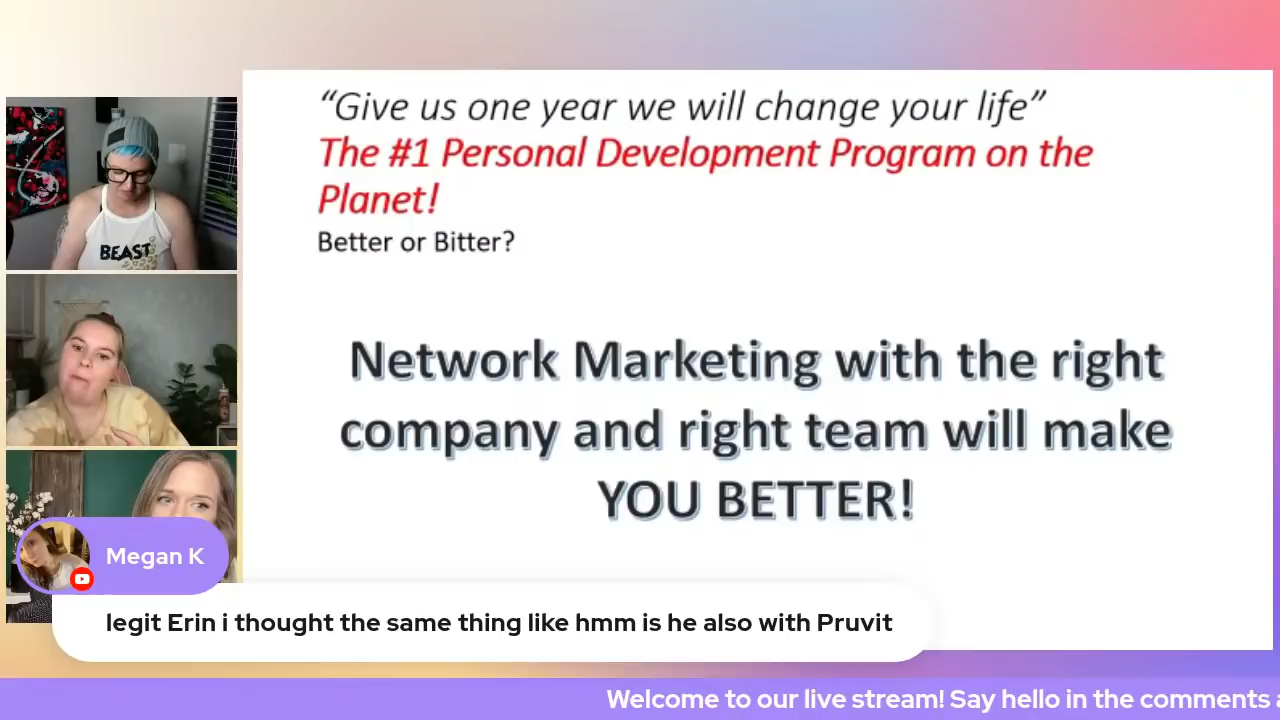 “Give us one year we will change your life”
The #1 Personal Development Program on the
Planet!
Better or Bitter?
BEAST
Network Marketing with the right
company and right team will make
YOU BETTER!
Megan K
legit Erin i thought the same thing like hmm is he also with Pruvit
Welcome to our live stream! Say hello in the comments a